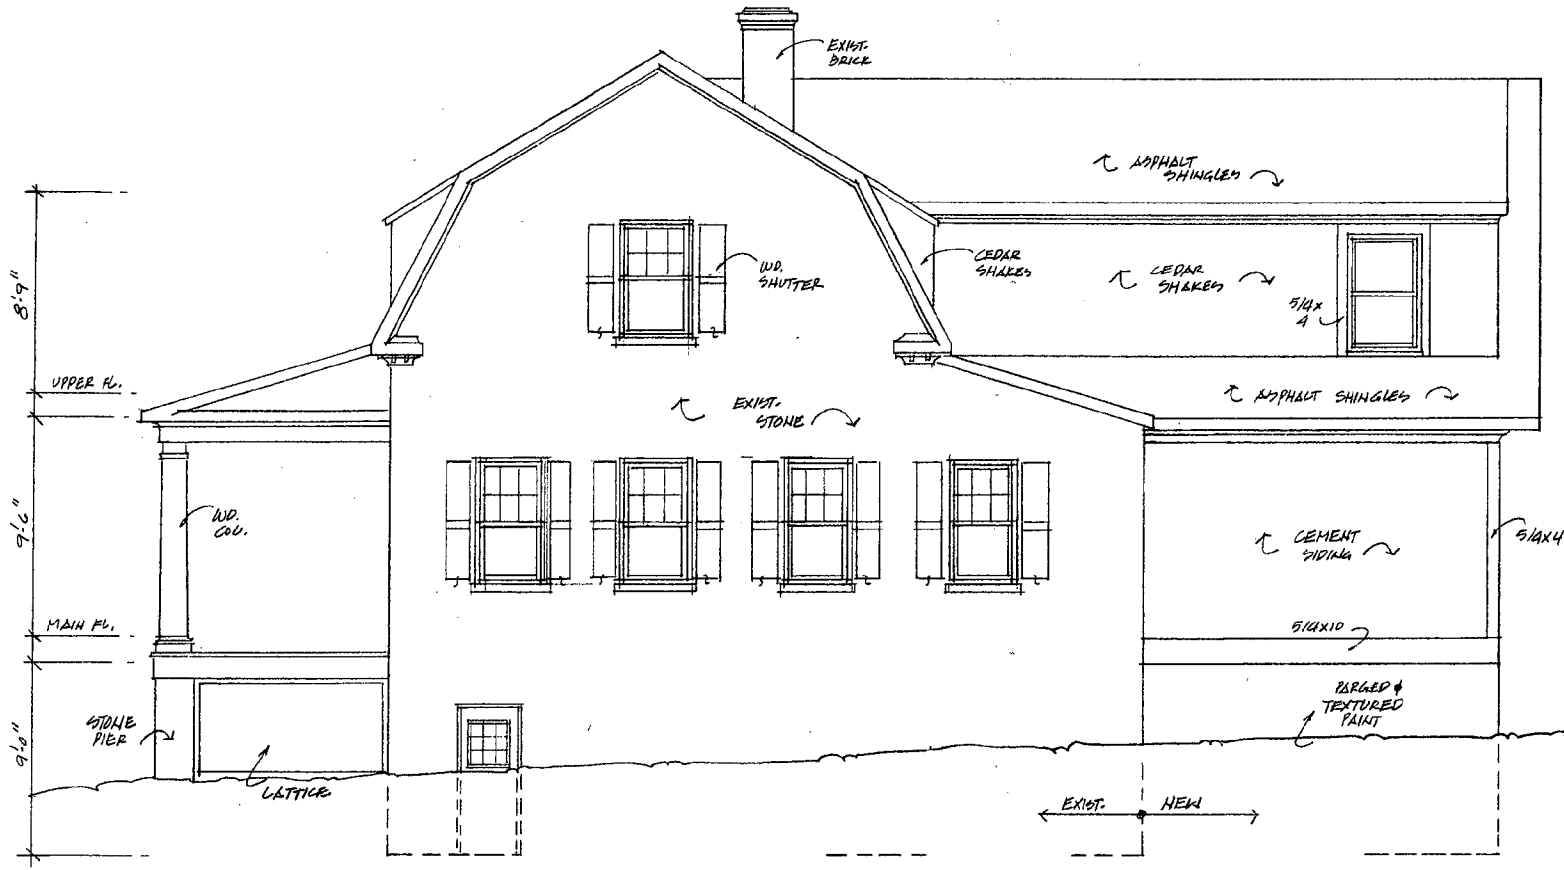 EXIST.
BRICK
ASPHALT
SHINGLES
8'-9"
WD.
SHUTTER
CEDAR
SHAKES
CEDAR
SHAKES
5/4x
4
UPPER FL.
EXIST.
STONE
ASPHALT SHINGLES
9'-6"
WD.
COL.
CEMENT
SIDING
5/4x4
MAIN FL.
5/4x10
9'-0"
STONE
PIER
LATTICE
PARGED &
TEXTURED
PAINT
EXIST. NEW